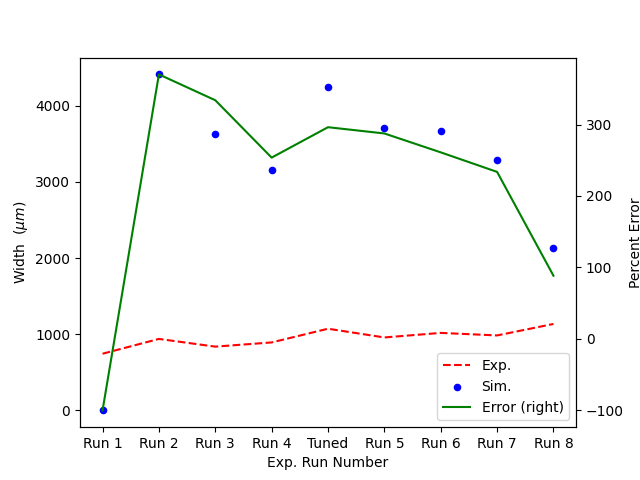 4000
3000
2000
1000
0
Width (μm)
300
200
100
0
−100
Percent Error
Exp.
Sim.
Error (right)
Run 1 Run 2 Run 3 Run 4 Tuned Run 5 Run 6 Run 7 Run 8
Exp. Run Number